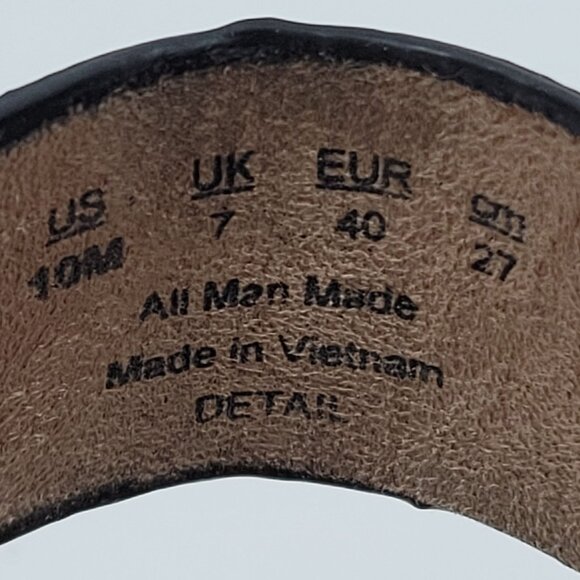 US UK EUR cm
10M 7 40 27
All Man Made
Made in Vietnam
DETAIL